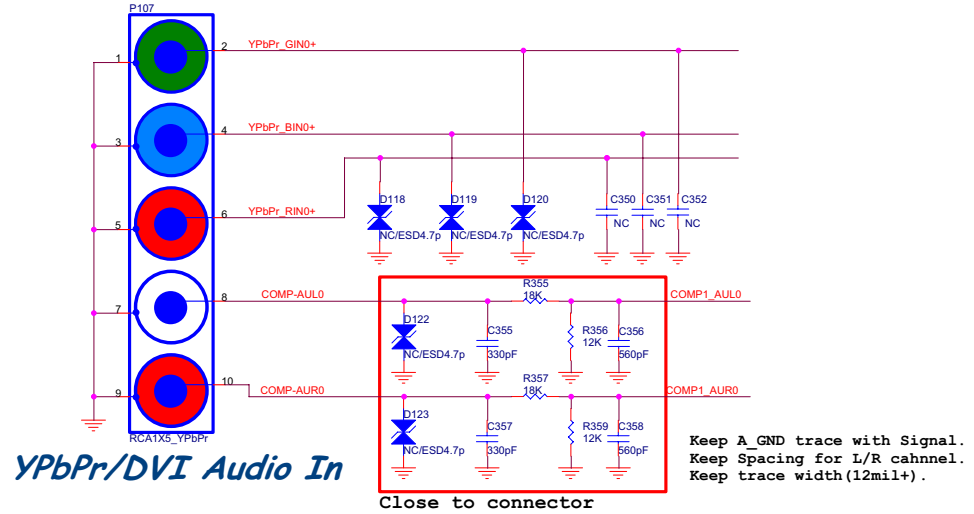 P107
2 YPbPr_GIN0+
1
4 YPbPr_BIN0+
3
6 YPbPr_RIN0+
5
D118 D119 D120 C350 C351 C352
NC/ESD4.7p NC/ESD4.7p NC/ESD4.7p NC NC NC
8 COMP-AUL0 R355 COMP1_AUL0
18K
7
D122 C355 R356 C356
NC/ESD4.7p 330pF 12K 560pF
10 COMP-AUR0 R357 COMP1_AUR0
18K
9
D123 C357 R359 C358
NC/ESD4.7p 330pF 12K 560pF
RCA1X5_YPbPr
YPbPr/DVI Audio In
Close to connector
Keep A_GND trace with Signal.
Keep Spacing for L/R cahnnel.
Keep trace width(12mil+).